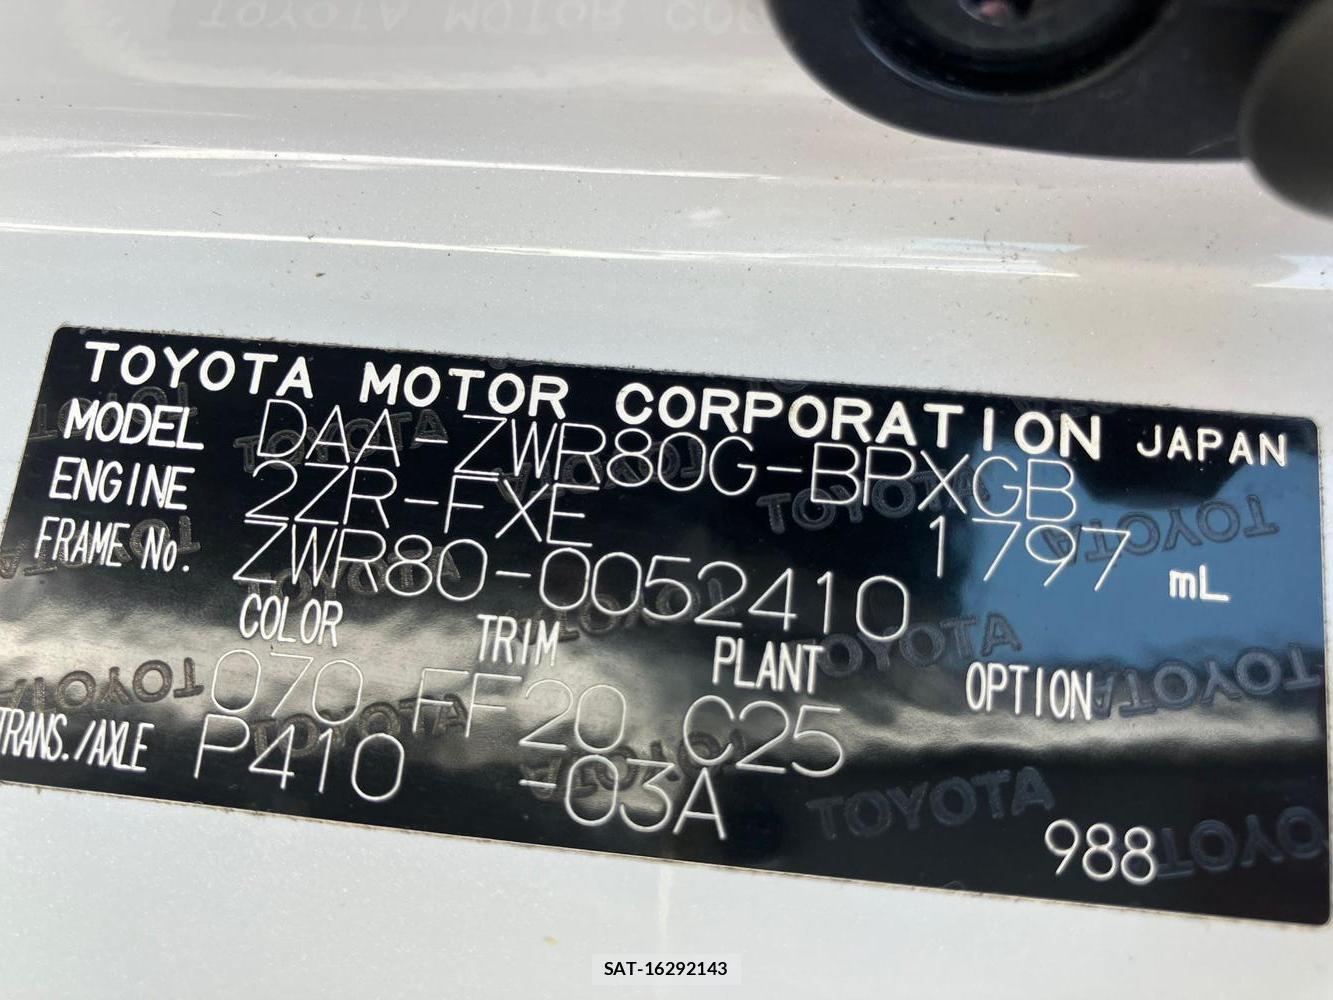 TOYOTA MOTOR CORPORATION JAPAN
MODEL DAA-ZWR80G-BPXGB
ENGINE 2ZR-FXE 1797 mL
FRAME No. ZWR80-0052410
COLOR TRIM PLANT OPTION
070 FF20 C25
TRANS./AXLE P410 -03A
988
SAT-16292143